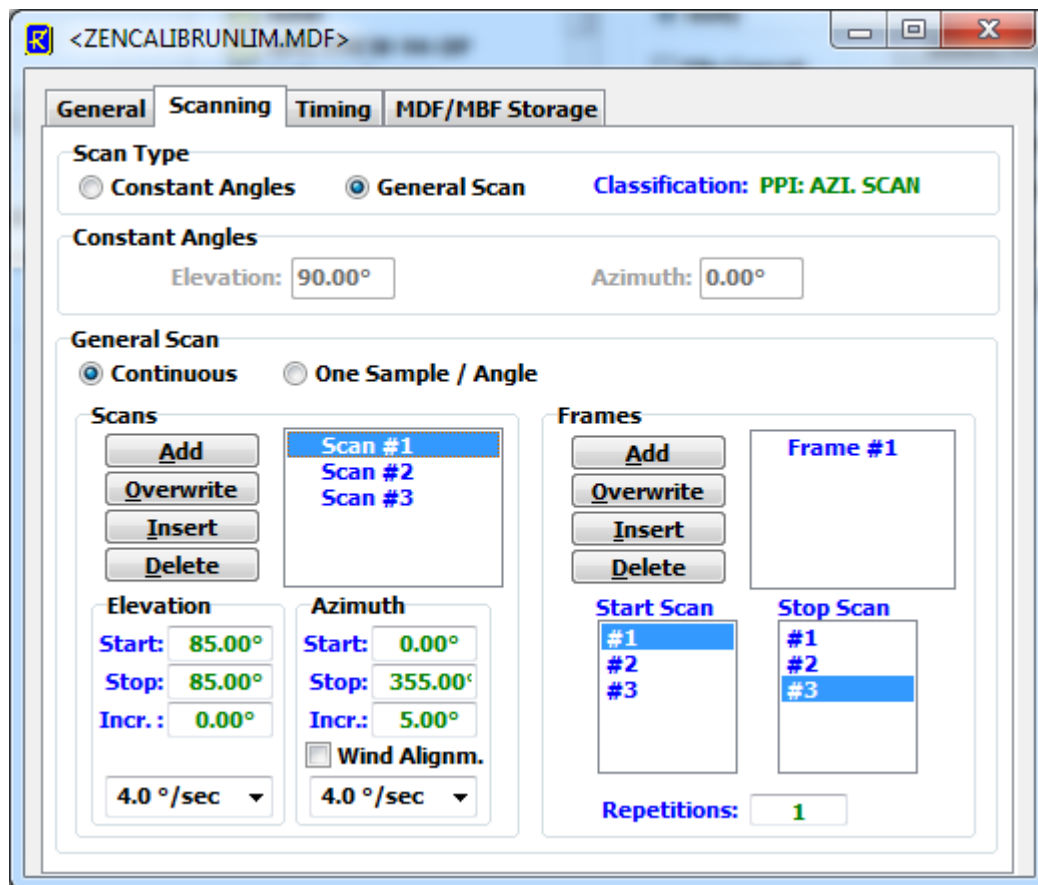 <ZENCALIBRUNLIM.MDF>
General Scanning Timing MDF/MBF Storage
Scan Type
Constant Angles General Scan Classification: PPI: AZI. SCAN
Constant Angles
Elevation: 90.00° Azimuth: 0.00°
General Scan
Continuous One Sample / Angle
Scans
Add
Overwrite
Insert
Delete
Scan #1
Scan #2
Scan #3
Elevation
Start: 85.00°
Stop: 85.00°
Incr. : 0.00°
4.0 °/sec
Azimuth
Start: 0.00°
Stop: 355.00°
Incr.: 5.00°
Wind Alignm.
4.0 °/sec
Frames
Add
Overwrite
Insert
Delete
Frame #1
Start Scan
#1
#2
#3
Stop Scan
#1
#2
#3
Repetitions: 1